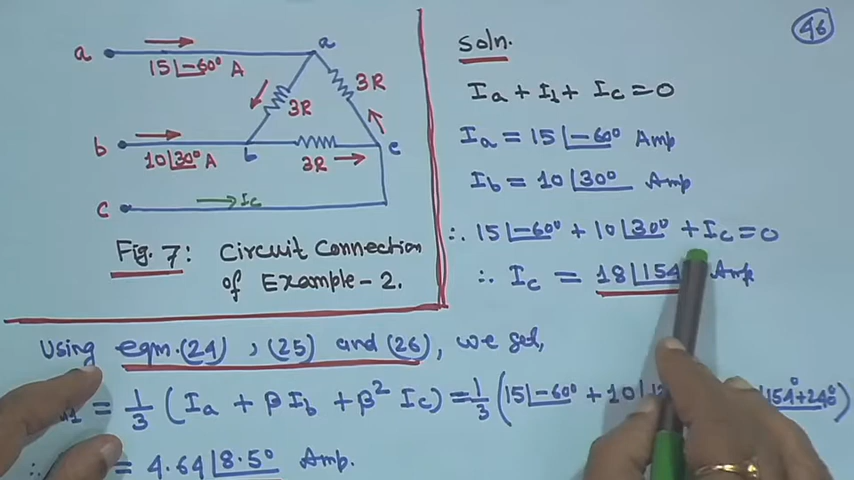 46
a 15∠-60° A a
3R 3R
b 10∠30° A b 3R c
c Ic
Fig. 7: Circuit Connection
of Example-2.
soln.
Ia + Ib + Ic = 0
Ia = 15∠-60° Amp
Ib = 10∠30° Amp
∴ 15∠-60° + 10∠30° + Ic = 0
∴ Ic = 18∠154 Amp
Using eqn.(24), (25) and (26), we get,
= 1/3 (Ia + βIb + β² Ic) = 1/3 (15∠-60° + 10 154°+240°)
∴ = 4.64∠8.5° Amp.